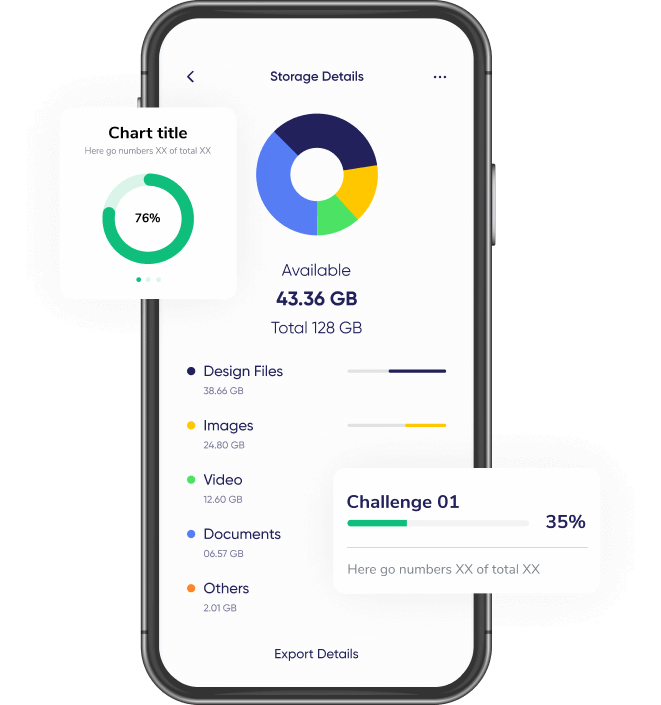 Storage Details
Chart title
Here go numbers XX of total XX
76%
Available
43.36 GB
Total 128 GB
Design Files
38.66 GB
Images
24.80 GB
Video
12.60 GB
Documents
06.57 GB
Others
2.01 GB
Challenge 01
35%
Here go numbers XX of total XX
Export Details